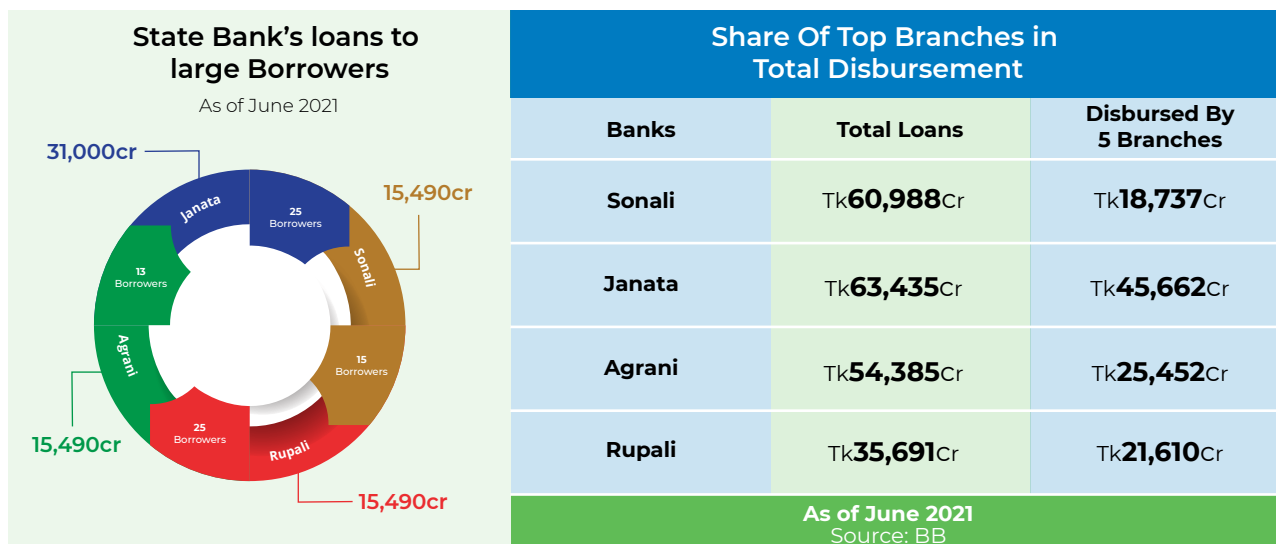 State Bank's loans to
large Borrowers
As of June 2021
31,000cr
Janata
25
Borrowers
15,490cr
Sonali
13
Borrowers
15
Borrowers
Agrani
15,490cr
25
Borrowers
Rupali
15,490cr
Share Of Top Branches in
Total Disbursement
Banks
Total Loans
Disbursed By
5 Branches
Sonali Tk60,988Cr Tk18,737Cr
Janata Tk63,435Cr Tk45,662Cr
Agrani Tk54,385Cr Tk25,452Cr
Rupali Tk35,691Cr Tk21,610Cr
As of June 2021
Source: BB